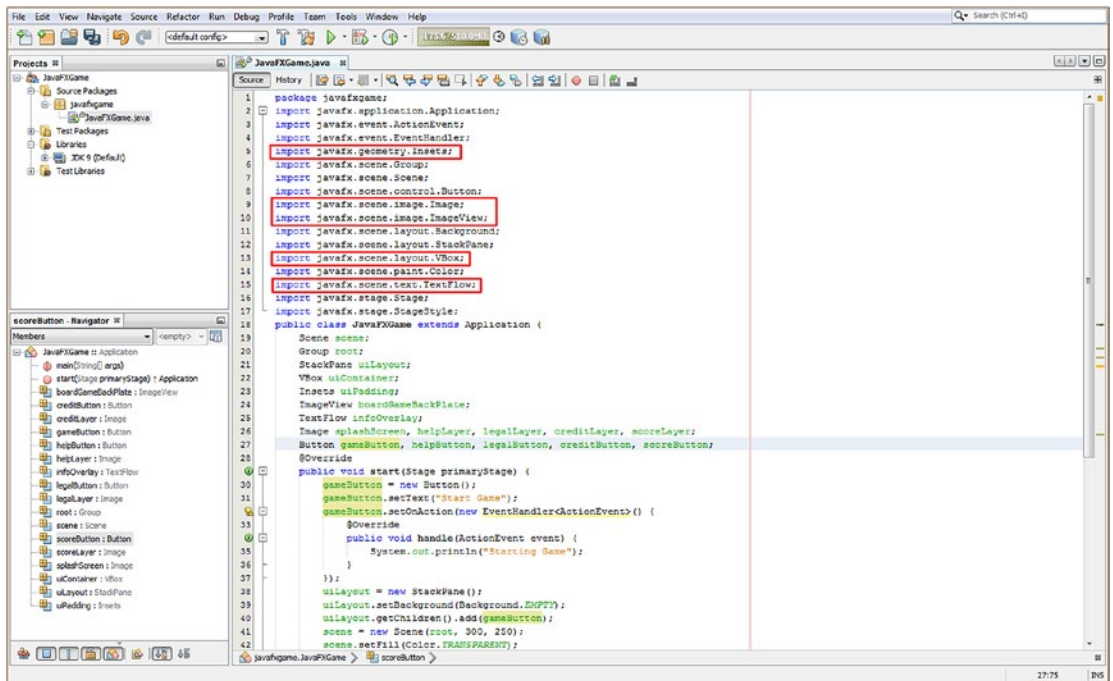 File Edit View Navigate Source Refactor Run Debug Profile Team Tools Window Help
Search (Ctrl+I)
<default config>
Projects
JavaFXGame
Source Packages
javafxgame
JavaFXGame.java
Test Packages
Libraries
JDK 9 (Default)
Test Libraries
scoreButton - Navigator
Members
<empty>
JavaFXGame :: Application
main(String[] args)
start(Stage primaryStage) ↑ Application
boardGameBackPlate : ImageView
creditButton : Button
creditLayer : Image
gameButton : Button
helpButton : Button
helpLayer : Image
infoOverlay : TextFlow
legalButton : Button
legalLayer : Image
root : Group
scene : Scene
scoreButton : Button
scoreLayer : Image
splashScreen : Image
uiContainer : VBox
uiLayout : StackPane
uiPadding : Insets
JavaFXGame.java
Source History
1 package javafxgame;
2 import javafx.application.Application;
3 import javafx.event.ActionEvent;
4 import javafx.event.EventHandler;
5 import javafx.geometry.Insets;
6 import javafx.scene.Group;
7 import javafx.scene.Scene;
8 import javafx.scene.control.Button;
9 import javafx.scene.image.Image;
10 import javafx.scene.image.ImageView;
11 import javafx.scene.layout.Background;
12 import javafx.scene.layout.StackPane;
13 import javafx.scene.layout.VBox;
14 import javafx.scene.paint.Color;
15 import javafx.scene.text.TextFlow;
16 import javafx.stage.Stage;
17 import javafx.stage.StageStyle;
18 public class JavaFXGame extends Application {
19 Scene scene;
20 Group root;
21 StackPane uiLayout;
22 VBox uiContainer;
23 Insets uiPadding;
24 ImageView boardGameBackPlate;
25 TextFlow infoOverlay;
26 Image splashScreen, helpLayer, legalLayer, creditLayer, scoreLayer;
27 Button gameButton, helpButton, legalButton, creditButton, scoreButton;
28 @Override
public void start(Stage primaryStage) {
30 gameButton = new Button();
31 gameButton.setText("Start Game");
gameButton.setOnAction(new EventHandler<ActionEvent>() {
33 @Override
public void handle(ActionEvent event) {
35 System.out.println("Starting Game");
36 }
37 });
38 uiLayout = new StackPane();
39 uiLayout.setBackground(Background.EMPTY);
40 uiLayout.getChildren().add(gameButton);
41 scene = new Scene(root, 300, 250);
42 scene.setFill(Color.TRANSPARENT);
javafxgame.JavaFXGame
scoreButton
27:75
INS